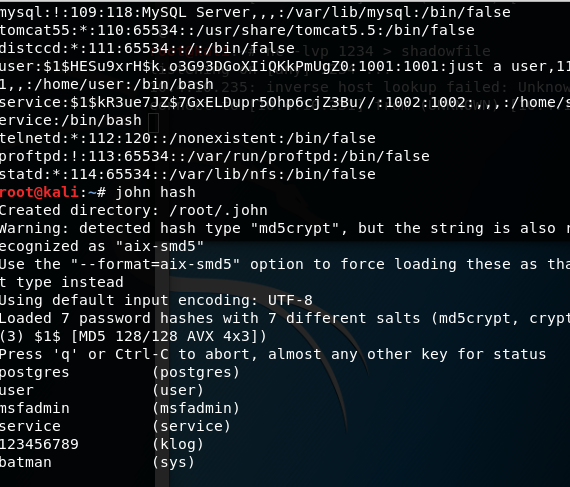 mysql:!:109:118:MySQL Server,,,:/var/lib/mysql:/bin/false
tomcat55:*:110:65534::/usr/share/tomcat5.5:/bin/false
distccd:*:111:65534::/:/bin/false
user:$1$HESu9xrH$k.o3G93DGoXIiQKkPmUgZ0:1001:1001:just a user,11
1,,:/home/user:/bin/bash
service:$1$kR3ue7JZ$7GxELDupr5Ohp6cjZ3Bu//:1002:1002:,,,:/home/s
ervice:/bin/bash
telnetd:*:112:120::/nonexistent:/bin/false
proftpd:!:113:65534::/var/run/proftpd:/bin/false
statd:*:114:65534::/var/lib/nfs:/bin/false
root@kali:~# john hash
Created directory: /root/.john
Warning: detected hash type "md5crypt", but the string is also r
ecognized as "aix-smd5"
Use the "--format=aix-smd5" option to force loading these as tha
t type instead
Using default input encoding: UTF-8
Loaded 7 password hashes with 7 different salts (md5crypt, crypt
(3) $1$ [MD5 128/128 AVX 4x3])
Press 'q' or Ctrl-C to abort, almost any other key for status
postgres         (postgres)
user             (user)
msfadmin         (msfadmin)
service          (service)
123456789        (klog)
batman           (sys)